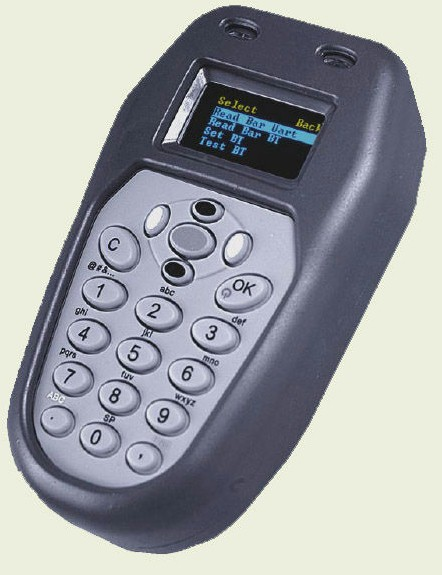 Select Back
Read Bar Uart
Read Bar BT
Set BT
Test BT
C
OK
@#&...
abc
def
1
2
3
ghi
jkl
mno
4
5
6
pqrs
tuv
wxyz
7
8
9
ABC
SP
.
0
,